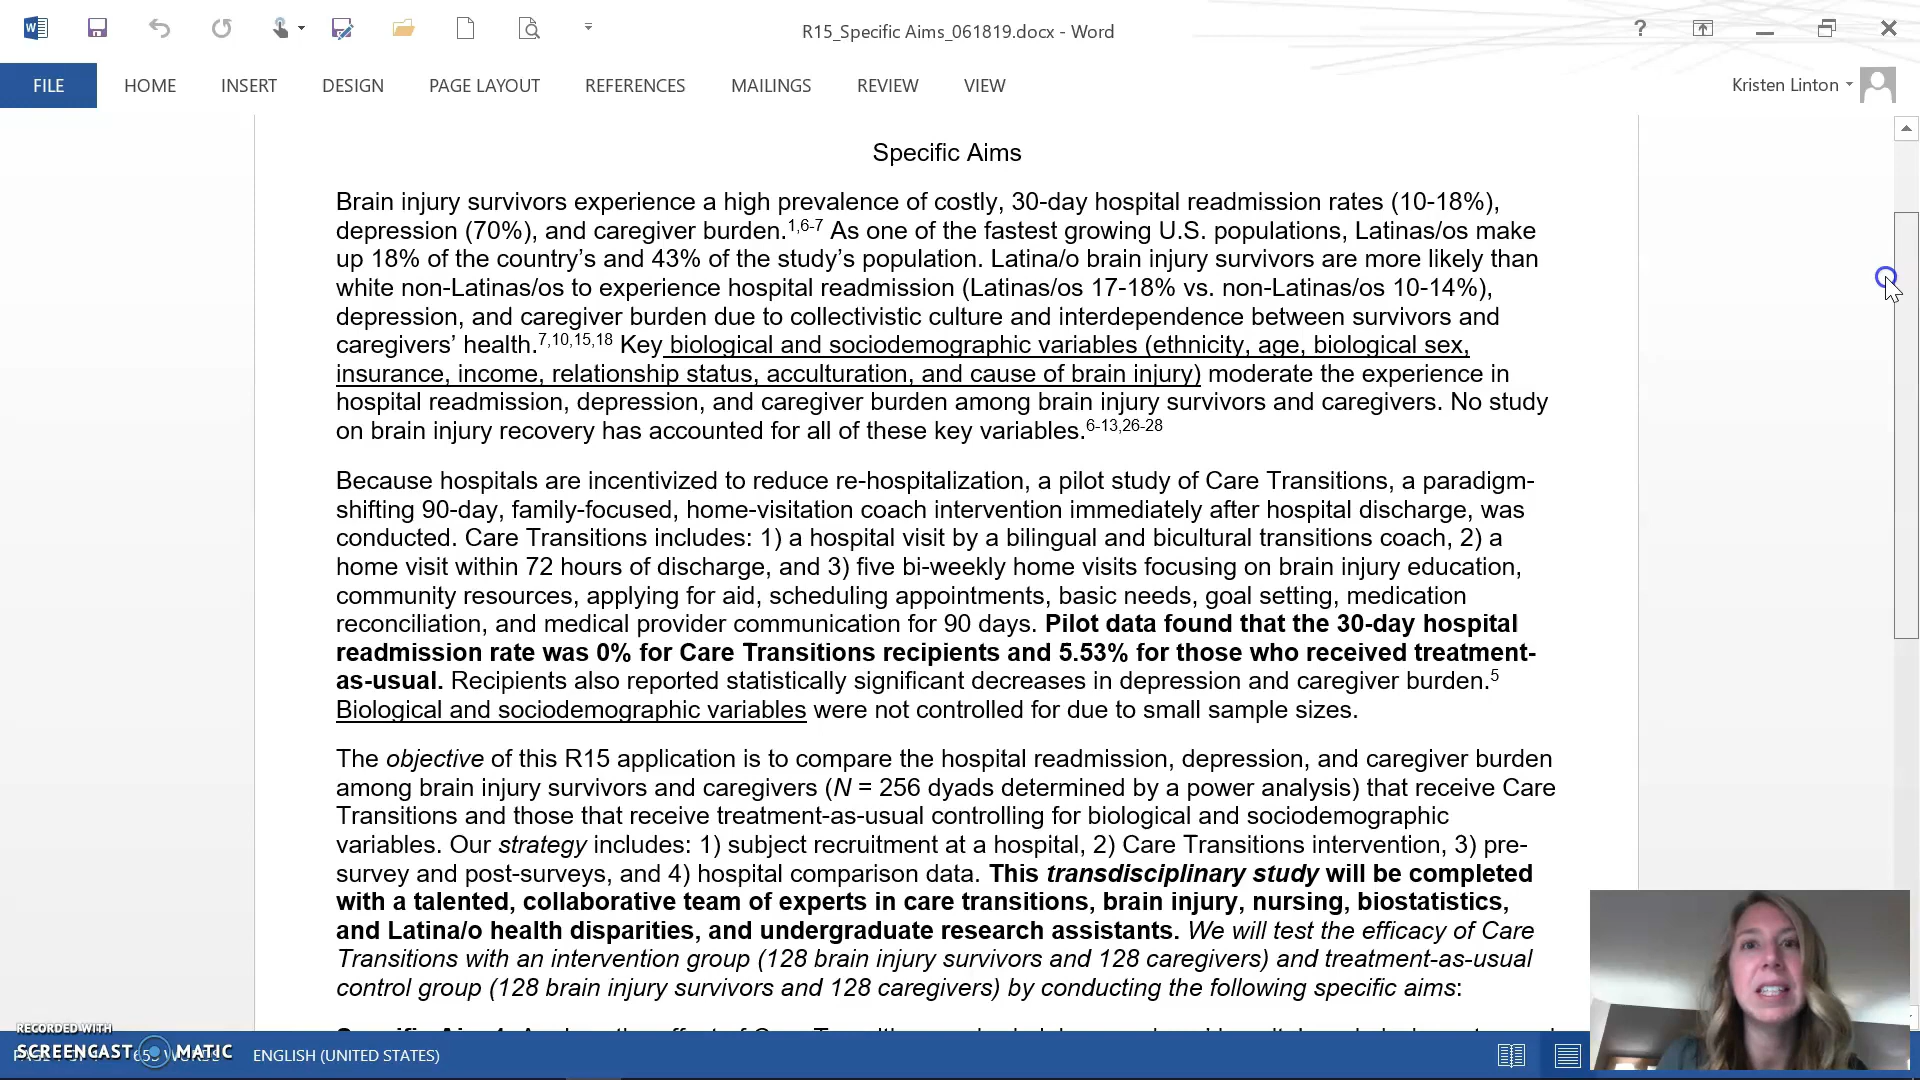 R15_Specific Aims_061819.docx - Word
FILE HOME INSERT DESIGN PAGE LAYOUT REFERENCES MAILINGS REVIEW VIEW Kristen Linton
Specific Aims
Brain injury survivors experience a high prevalence of costly, 30-day hospital readmission rates (10-18%),
depression (70%), and caregiver burden.1,6-7 As one of the fastest growing U.S. populations, Latinas/os make
up 18% of the country’s and 43% of the study’s population. Latina/o brain injury survivors are more likely than
white non-Latinas/os to experience hospital readmission (Latinas/os 17-18% vs. non-Latinas/os 10-14%),
depression, and caregiver burden due to collectivistic culture and interdependence between survivors and
caregivers’ health.7,10,15,18 Key biological and sociodemographic variables (ethnicity, age, biological sex,
insurance, income, relationship status, acculturation, and cause of brain injury) moderate the experience in
hospital readmission, depression, and caregiver burden among brain injury survivors and caregivers. No study
on brain injury recovery has accounted for all of these key variables.6-13,26-28
Because hospitals are incentivized to reduce re-hospitalization, a pilot study of Care Transitions, a paradigm-
shifting 90-day, family-focused, home-visitation coach intervention immediately after hospital discharge, was
conducted. Care Transitions includes: 1) a hospital visit by a bilingual and bicultural transitions coach, 2) a
home visit within 72 hours of discharge, and 3) five bi-weekly home visits focusing on brain injury education,
community resources, applying for aid, scheduling appointments, basic needs, goal setting, medication
reconciliation, and medical provider communication for 90 days. Pilot data found that the 30-day hospital
readmission rate was 0% for Care Transitions recipients and 5.53% for those who received treatment-
as-usual. Recipients also reported statistically significant decreases in depression and caregiver burden.5
Biological and sociodemographic variables were not controlled for due to small sample sizes.
The objective of this R15 application is to compare the hospital readmission, depression, and caregiver burden
among brain injury survivors and caregivers (N = 256 dyads determined by a power analysis) that receive Care
Transitions and those that receive treatment-as-usual controlling for biological and sociodemographic
variables. Our strategy includes: 1) subject recruitment at a hospital, 2) Care Transitions intervention, 3) pre-
survey and post-surveys, and 4) hospital comparison data. This transdisciplinary study will be completed
with a talented, collaborative team of experts in care transitions, brain injury, nursing, biostatistics,
and Latina/o health disparities, and undergraduate research assistants. We will test the efficacy of Care
Transitions with an intervention group (128 brain injury survivors and 128 caregivers) and treatment-as-usual
control group (128 brain injury survivors and 128 caregivers) by conducting the following specific aims:
RECORDED WITH
SCREENCAST MATIC
ENGLISH (UNITED STATES)